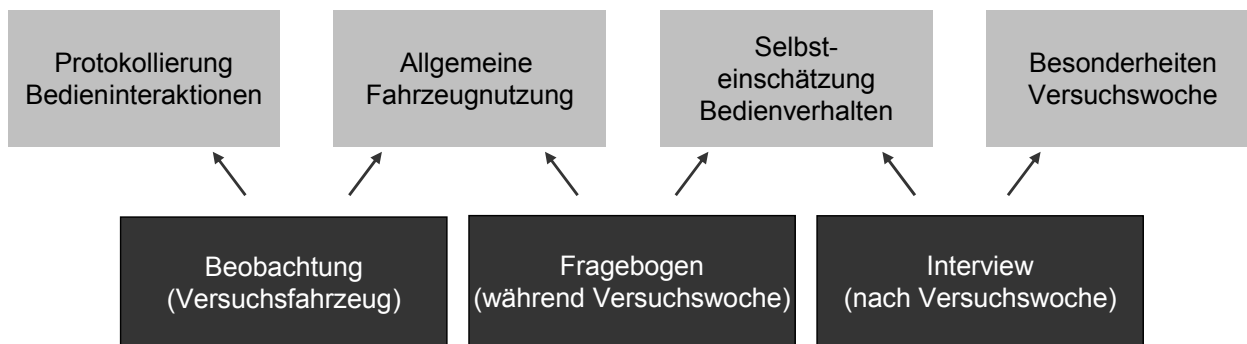 Protokollierung
Bedieninteraktionen
Allgemeine
Fahrzeugnutzung
Selbst-
einschätzung
Bedienverhalten
Besonderheiten
Versuchswoche
Beobachtung
(Versuchsfahrzeug)
Fragebogen
(während Versuchswoche)
Interview
(nach Versuchswoche)